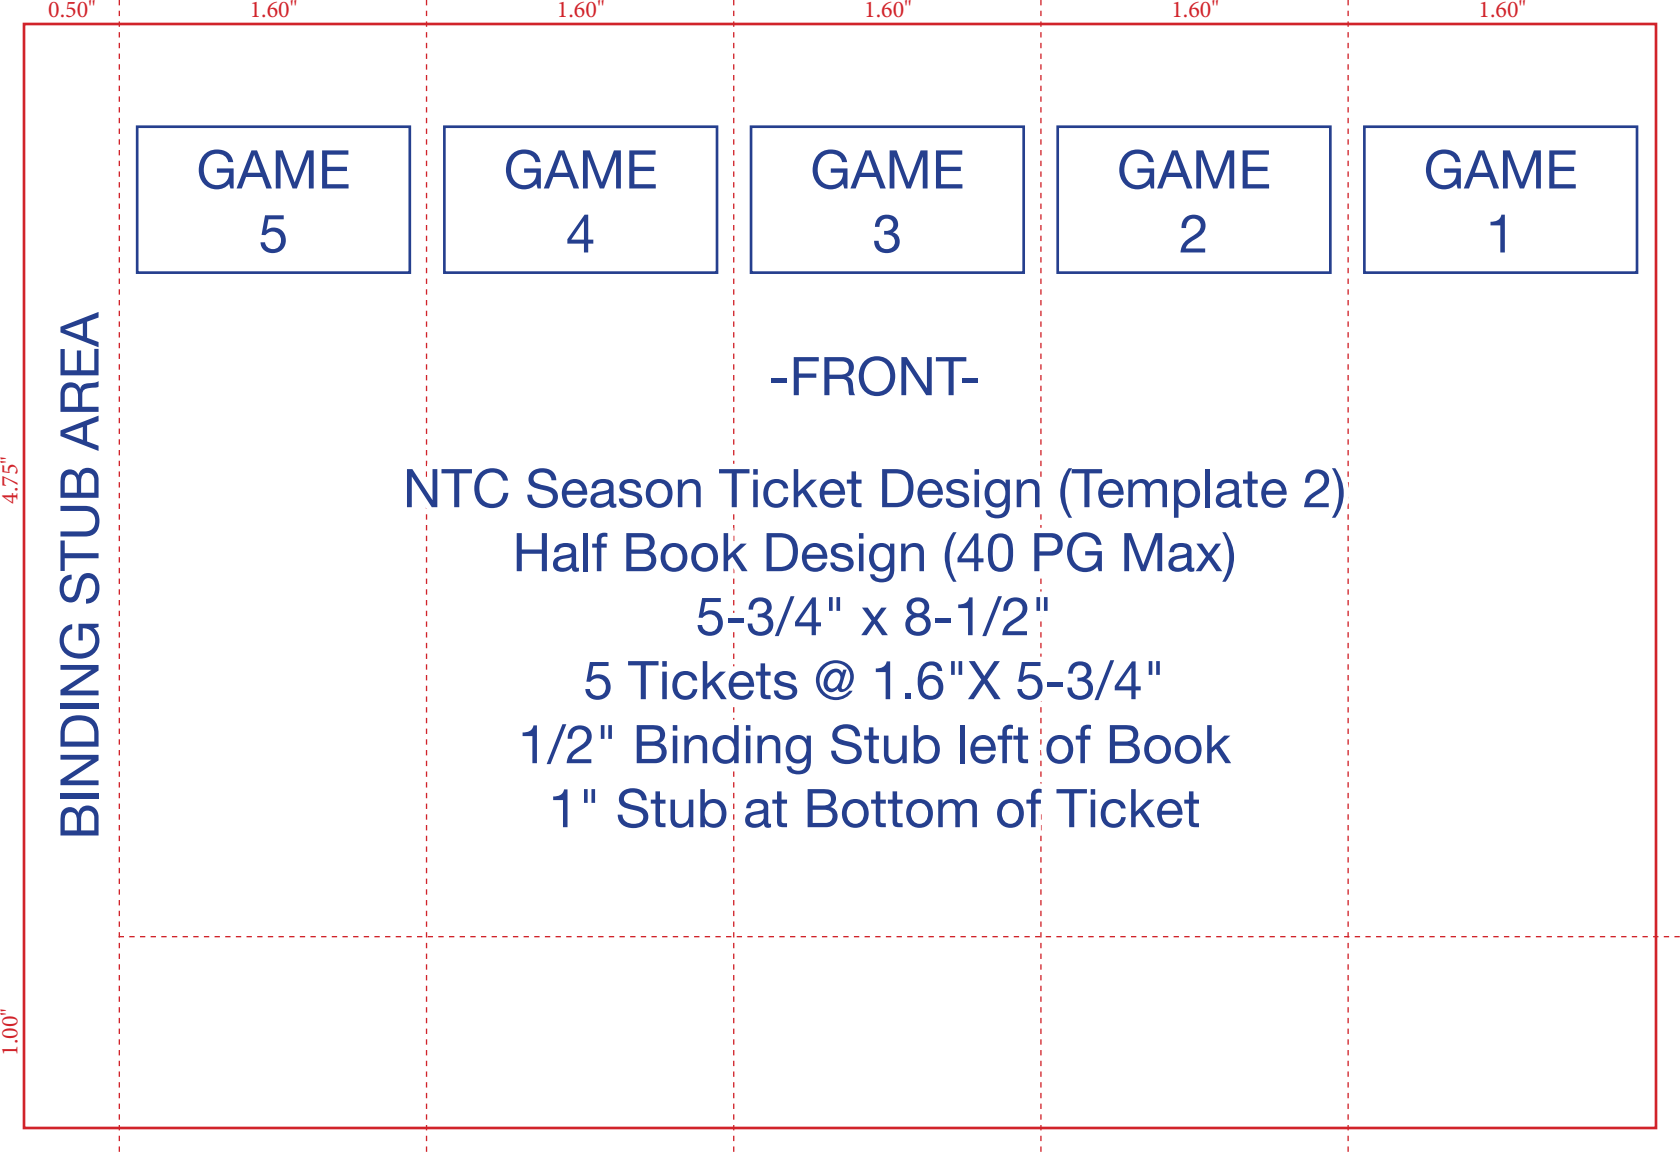 0.50" 1.60" 1.60" 1.60" 1.60" 1.60"
GAME
5
GAME
4
GAME
3
GAME
2
GAME
1
BINDING STUB AREA
4.75"
1.00"
-FRONT-
NTC Season Ticket Design (Template 2)
Half Book Design (40 PG Max)
5-3/4" x 8-1/2"
5 Tickets @ 1.6"X 5-3/4"
1/2" Binding Stub left of Book
1" Stub at Bottom of Ticket